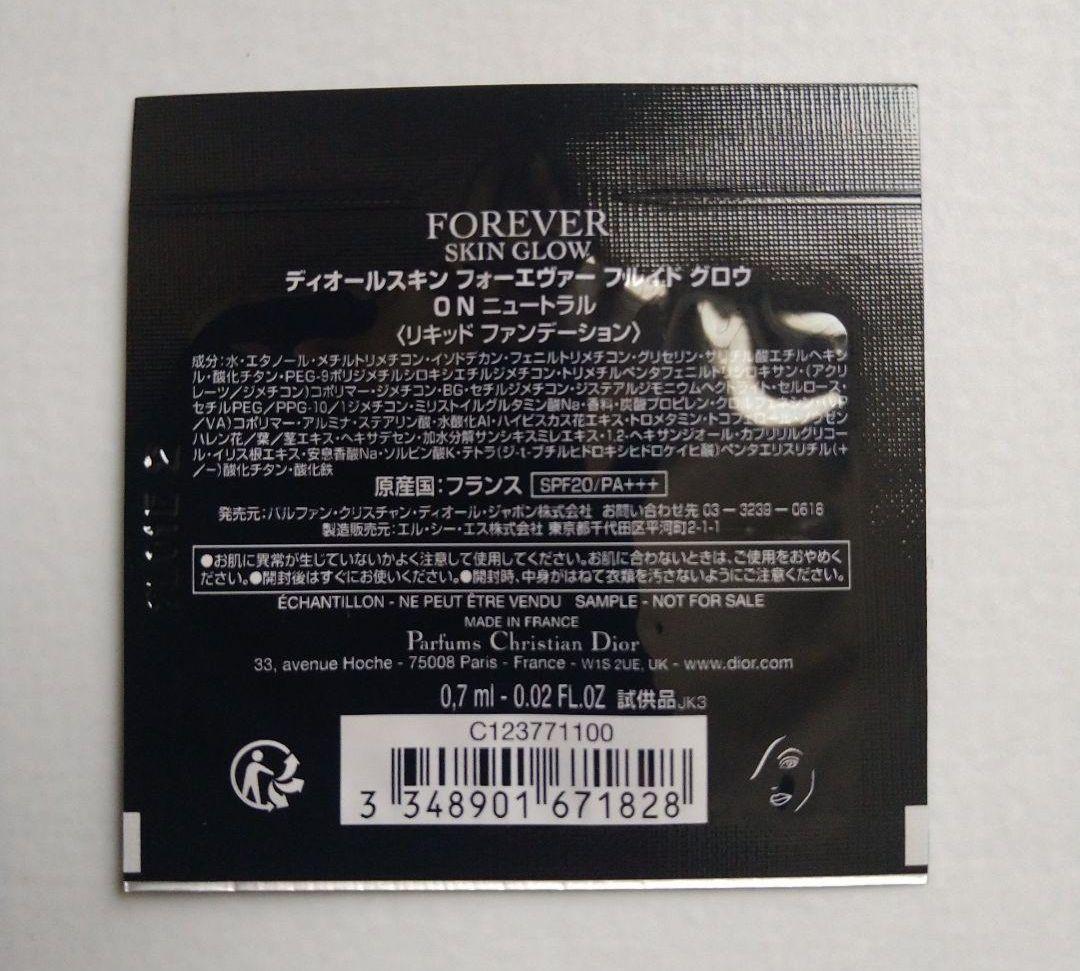 FOREVER
SKIN GLOW
ディオールスキン フォーエヴァー フルイド グロウ
0 N ニュートラル
〈リキッド ファンデーション〉
成分：水・エタノール・メチルトリメチコン・イソドデカン・フェニルトリメチコン・グリセリン・サリチル酸エチルヘキシ
ル・酸化チタン・PEG-9ポリジメチルシロキシエチルジメチコン・トリメチルペンタフェニルトリシロキサン・（アクリ
レーツ／ジメチコン）コポリマー・ジメチコン・BG・セチルジメチコン・ジステアルジモニウムヘクトライト・セルロース・
セチルPEG／PPG-10／1ジメチコン・ミリストイルグルタミン酸Na・香料・炭酸プロピレン・クロルフェネシン・（VP
／VA）コポリマー・アルミナ・ステアリン酸・水酸化Al・ハイビスカス花エキス・トロメタミン・トコフェロール・
ハレン花／葉／茎エキス・ヘキサデセン・加水分解サンシキスミレエキス・1,2-ヘキサンジオール・カプリリルグリコー
ル・イリス根エキス・安息香酸Na・ソルビン酸K・テトラ（ジ-t-ブチルヒドロキシヒドロケイヒ酸）ペンタエリスリチル（+
／−）酸化チタン・酸化鉄
原産国：フランス SPF20/PA+++
発売元：パルファン・クリスチャン・ディオール・ジャポン株式会社 お問い合わせ先 03－3239－0618
製造販売元：エル・シー・エス株式会社 東京都千代田区平河町2-1-1
●お肌に異常が生じていないかよく注意して使用してください。お肌に合わないときは、ご使用をおやめく
ださい。●開封後はすぐにお使いください。●開封時、中身がはねて衣類を汚さないようにご注意ください。
ÉCHANTILLON - NE PEUT ÊTRE VENDU SAMPLE - NOT FOR SALE
MADE IN FRANCE
Parfums Christian Dior
33, avenue Hoche - 75008 Paris - France - W1S 2UE, UK - www.dior.com
0,7 ml - 0.02 FL.OZ 試供品 JK3
C123771100
3 348901 671828